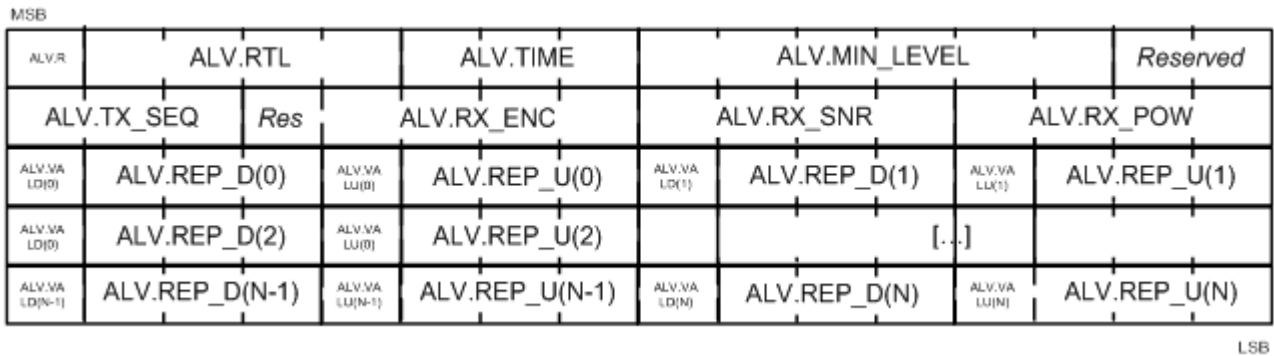 MSB
ALV.R ALV.RTL ALV.TIME ALV.MIN_LEVEL Reserved
ALV.TX_SEQ Res ALV.RX_ENC ALV.RX_SNR ALV.RX_POW
ALV.VA LD(0) ALV.REP_D(0) ALV.VA LU(0) ALV.REP_U(0) ALV.VA LD(1) ALV.REP_D(1) ALV.VA LU(1) ALV.REP_U(1)
ALV.VA LD(0) ALV.REP_D(2) ALV.VA LU(0) ALV.REP_U(2) [...]
ALV.VA LD(N-1) ALV.REP_D(N-1) ALV.VA LU(N-1) ALV.REP_U(N-1) ALV.VA LD(N) ALV.REP_D(N) ALV.VA LU(N) ALV.REP_U(N)
LSB